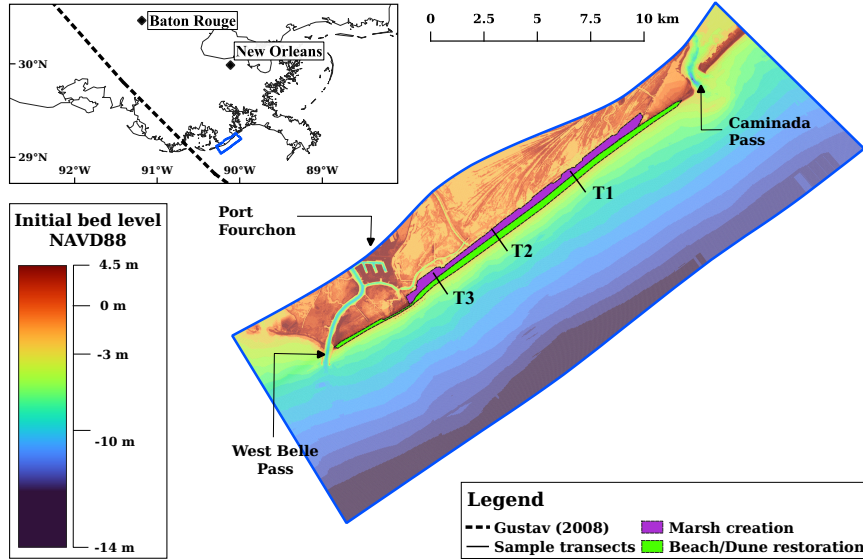 Baton Rouge
New Orleans
30°N
29°N
92°W
90°W
89°W
0 2.5 5 7.5 10 km
Caminada
Pass
T1
T2
T3
Port
Fourchon
West Belle
Pass
Initial bed level
NAVD88
4.5 m
0 m
-3 m
-10 m
-14 m
Legend
Gustav (2008)
Marsh creation
Sample transects
Beach/Dune restoration